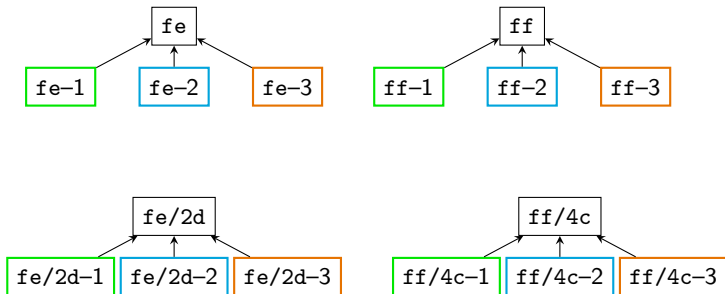 fe ff
fe–1 fe–2 fe–3 ff–1 ff–2 ff–3
fe/2d ff/4c
fe/2d–1 fe/2d–2 fe/2d–3 ff/4c–1 ff/4c–2 ff/4c–3